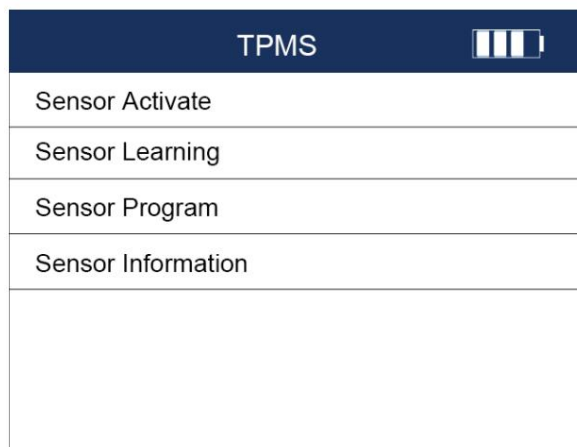 TPMS
Sensor Activate
Sensor Learning
Sensor Program
Sensor Information